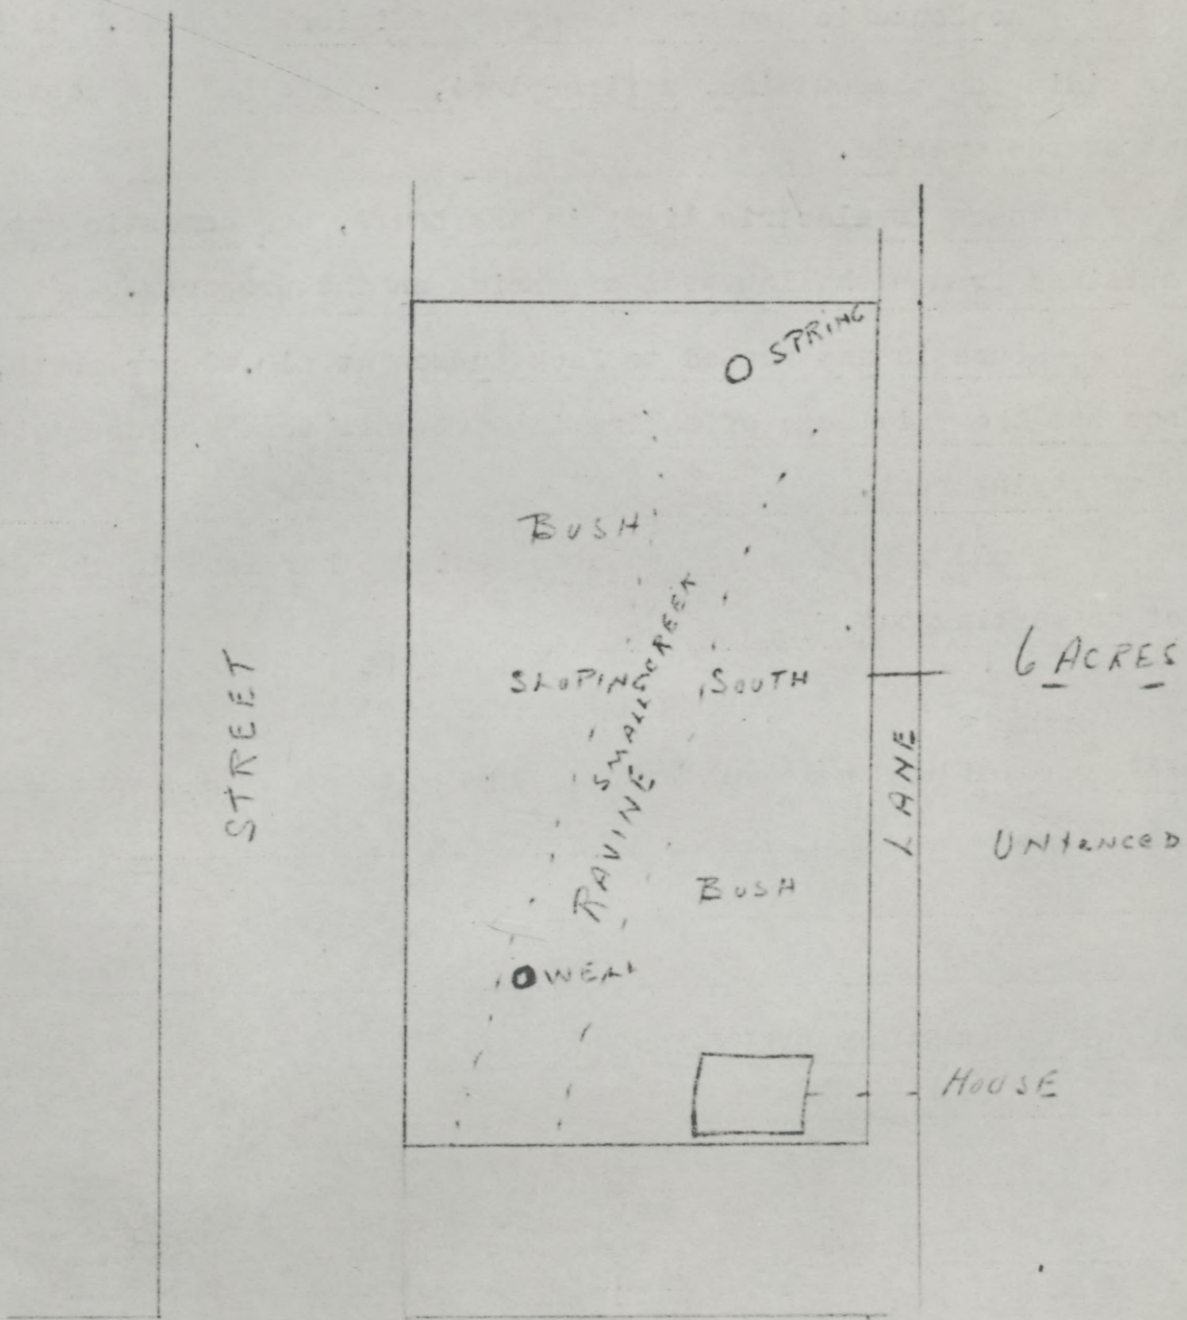 SPRING
BUSH
SMALL CREEK
6 ACRES
SLOPING SOUTH
STREET
LANE
RAVINE
UNFENCED
BUSH
WELL
HOUSE